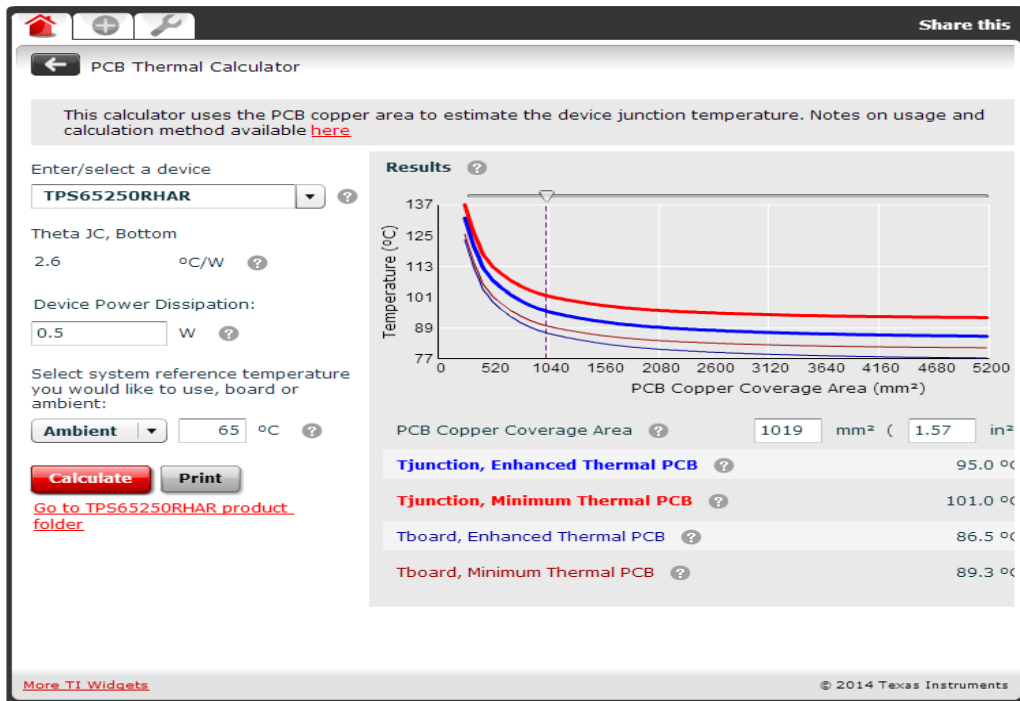 Share this
PCB Thermal Calculator
This calculator uses the PCB copper area to estimate the device junction temperature. Notes on usage and
calculation method available here
Enter/select a device
TPS65250RHAR
?
Theta JC, Bottom
2.6 ºC/W ?
Device Power Dissipation:
0.5 W ?
Select system reference temperature
you would like to use, board or
ambient:
Ambient 65 ºC ?
Calculate Print
Go to TPS65250RHAR product
folder
Results ?
Temperature (ºC)
137
125
113
101
89
77
0 520 1040 1560 2080 2600 3120 3640 4160 4680 5200
PCB Copper Coverage Area (mm²)
PCB Copper Coverage Area ? 1019 mm² ( 1.57 in²
Tjunction, Enhanced Thermal PCB ? 95.0 º
Tjunction, Minimum Thermal PCB ? 101.0 º
Tboard, Enhanced Thermal PCB ? 86.5 º
Tboard, Minimum Thermal PCB ? 89.3 º
More TI Widgets
© 2014 Texas Instruments